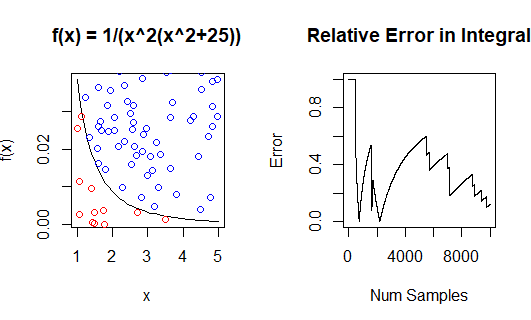 f(x) = 1/(x^2(x^2+25))
f(x)
0.00
0.02
1
2
3
4
5
x
Relative Error in Integral
Error
0.0
0.4
0.8
0
4000
8000
Num Samples